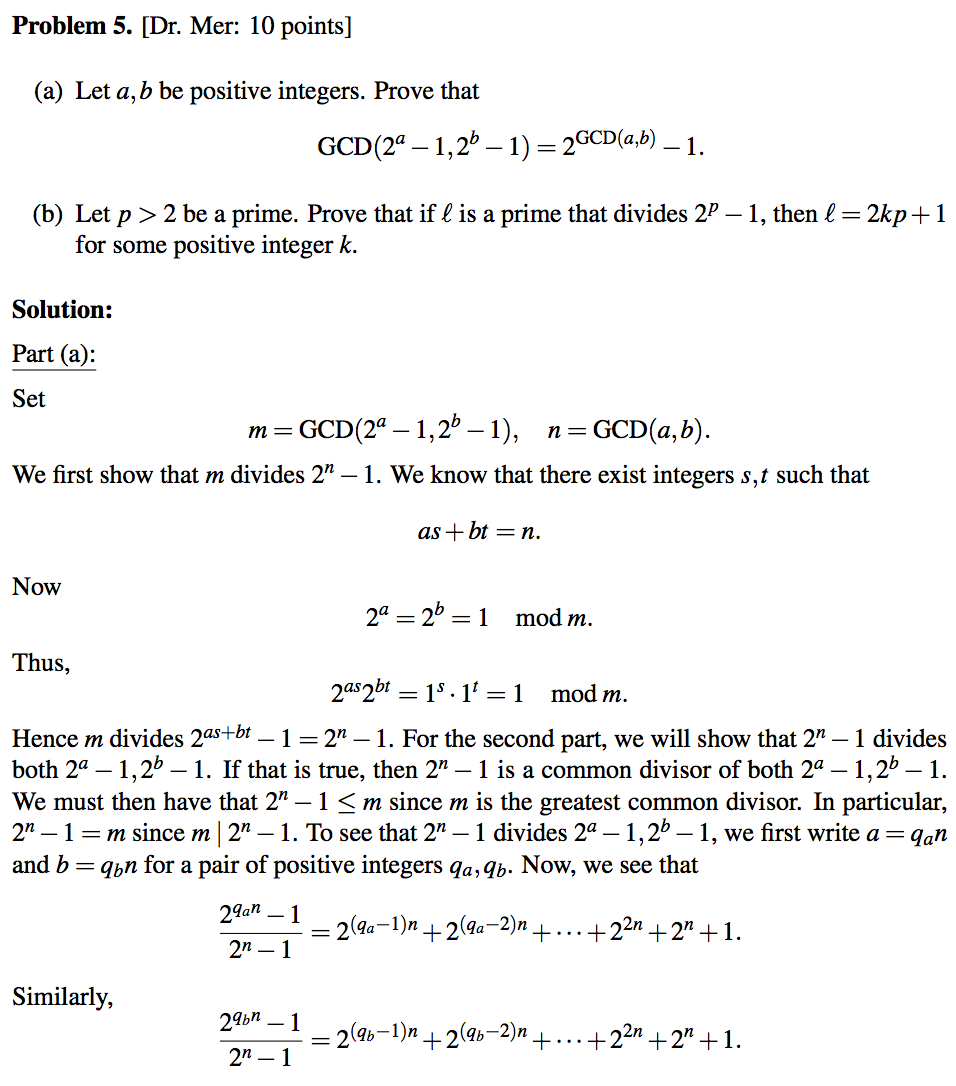 Problem 5. [Dr. Mer: 10 points]
(a) Let a,b be positive integers. Prove that
GCD(2^a − 1, 2^b − 1) = 2^{GCD(a,b)} − 1.
(b) Let p > 2 be a prime. Prove that if ℓ is a prime that divides 2^p − 1, then ℓ = 2kp + 1
for some positive integer k.
Solution:
Part (a):
Set
m = GCD(2^a − 1, 2^b − 1), n = GCD(a,b).
We first show that m divides 2^n − 1. We know that there exist integers s,t such that
as + bt = n.
Now
2^a = 2^b = 1 mod m.
Thus,
2^{as}2^{bt} = 1^s · 1^t = 1 mod m.
Hence m divides 2^{as+bt} − 1 = 2^n − 1. For the second part, we will show that 2^n − 1 divides
both 2^a − 1, 2^b − 1. If that is true, then 2^n − 1 is a common divisor of both 2^a − 1, 2^b − 1.
We must then have that 2^n − 1 ≤ m since m is the greatest common divisor. In particular,
2^n − 1 = m since m | 2^n − 1. To see that 2^n − 1 divides 2^a − 1, 2^b − 1, we first write a = q_a n
and b = q_b n for a pair of positive integers q_a, q_b. Now, we see that
\frac{2^{q_a n} − 1}{2^n − 1} = 2^{(q_a−1)n} + 2^{(q_a−2)n} + ··· + 2^{2n} + 2^n + 1.
Similarly,
\frac{2^{q_b n} − 1}{2^n − 1} = 2^{(q_b−1)n} + 2^{(q_b−2)n} + ··· + 2^{2n} + 2^n + 1.